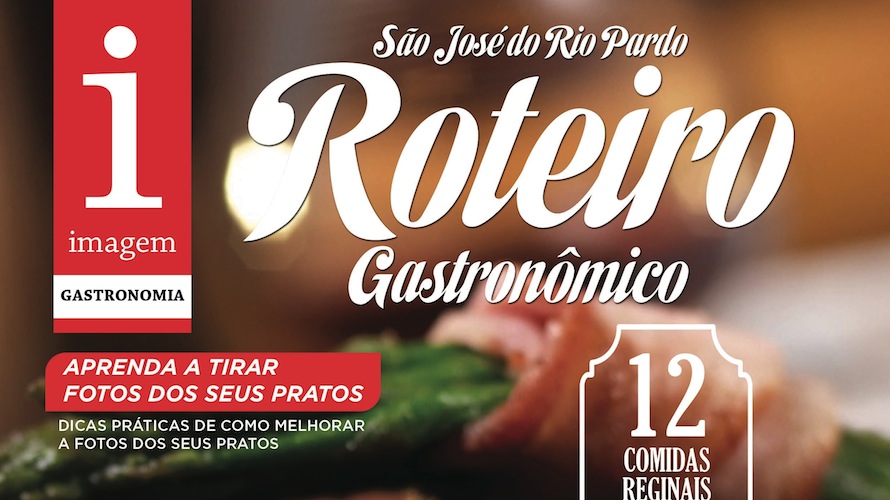 i
imagem
GASTRONOMIA
São José do Rio Pardo
Roteiro
Gastronômico
APRENDA A TIRAR
FOTOS DOS SEUS PRATOS
DICAS PRÁTICAS DE COMO MELHORAR
A FOTOS DOS SEUS PRATOS
12
COMIDAS
REGINAIS